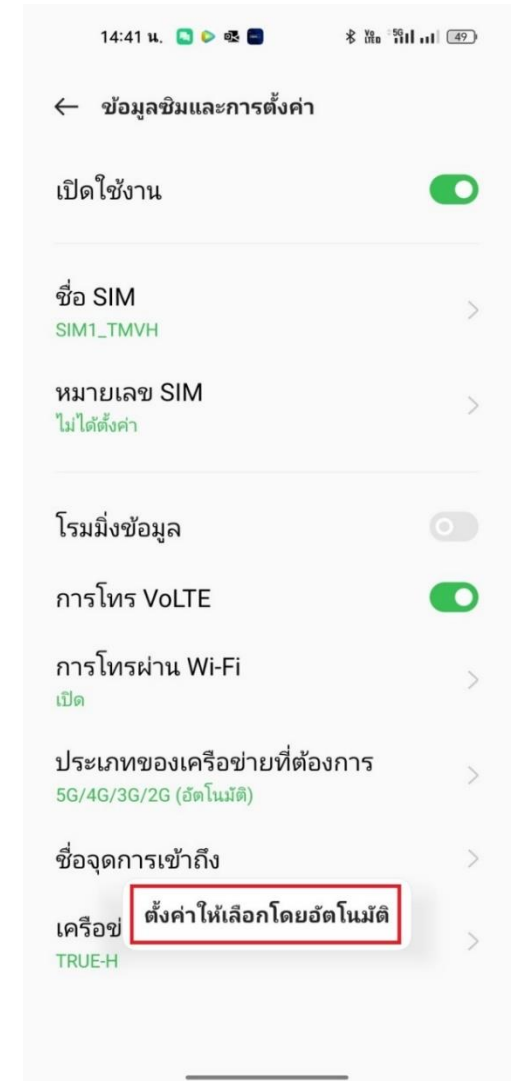 14:41 น. 49
ข้อมูลซิมและการตั้งค่า
เปิดใช้งาน
ชื่อ SIM
SIM1_TMVH
หมายเลข SIM
ไม่ได้ตั้งค่า
โรมมิ่งข้อมูล
การโทร VoLTE
การโทรผ่าน Wi-Fi
เปิด
ประเภทของเครือข่ายที่ต้องการ
5G/4G/3G/2G (อัตโนมัติ)
ชื่อจุดการเข้าถึง
ตั้งค่าให้เลือกโดยอัตโนมัติ
เครือข่
TRUE-H